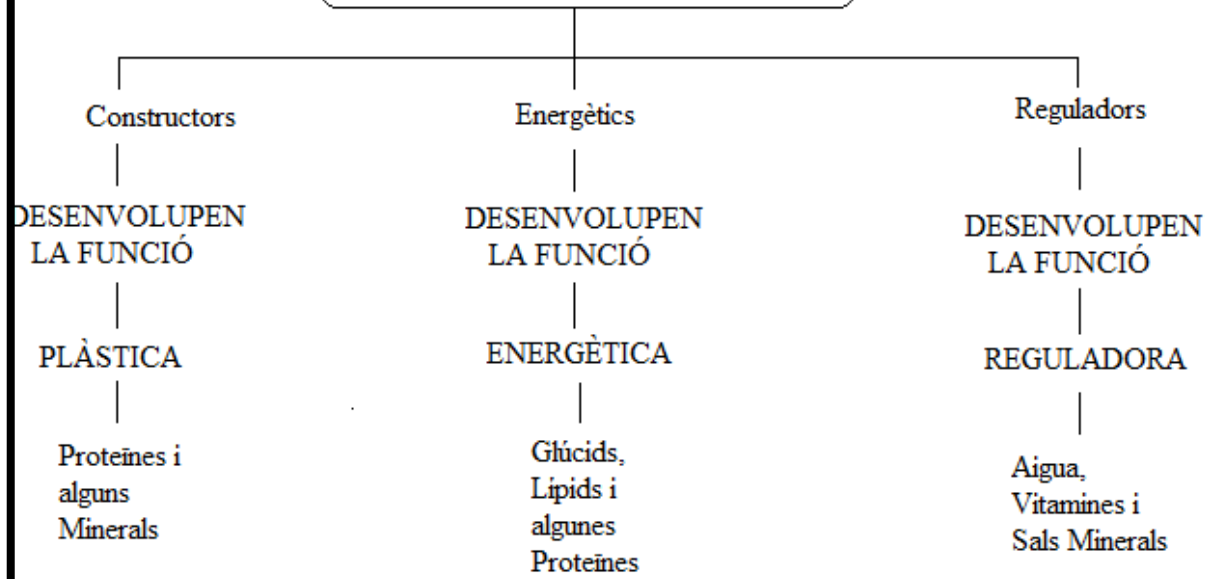 Constructors
Energètics
Reguladors
DESENVOLUPEN
LA FUNCIÓ
DESENVOLUPEN
LA FUNCIÓ
DESENVOLUPEN
LA FUNCIÓ
PLÀSTICA
ENERGÈTICA
REGULADORA
Proteïnes i
alguns
Minerals
Glúcids,
Lípids i
algunes
Proteïnes
Aigua,
Vitamines i
Sals Minerals